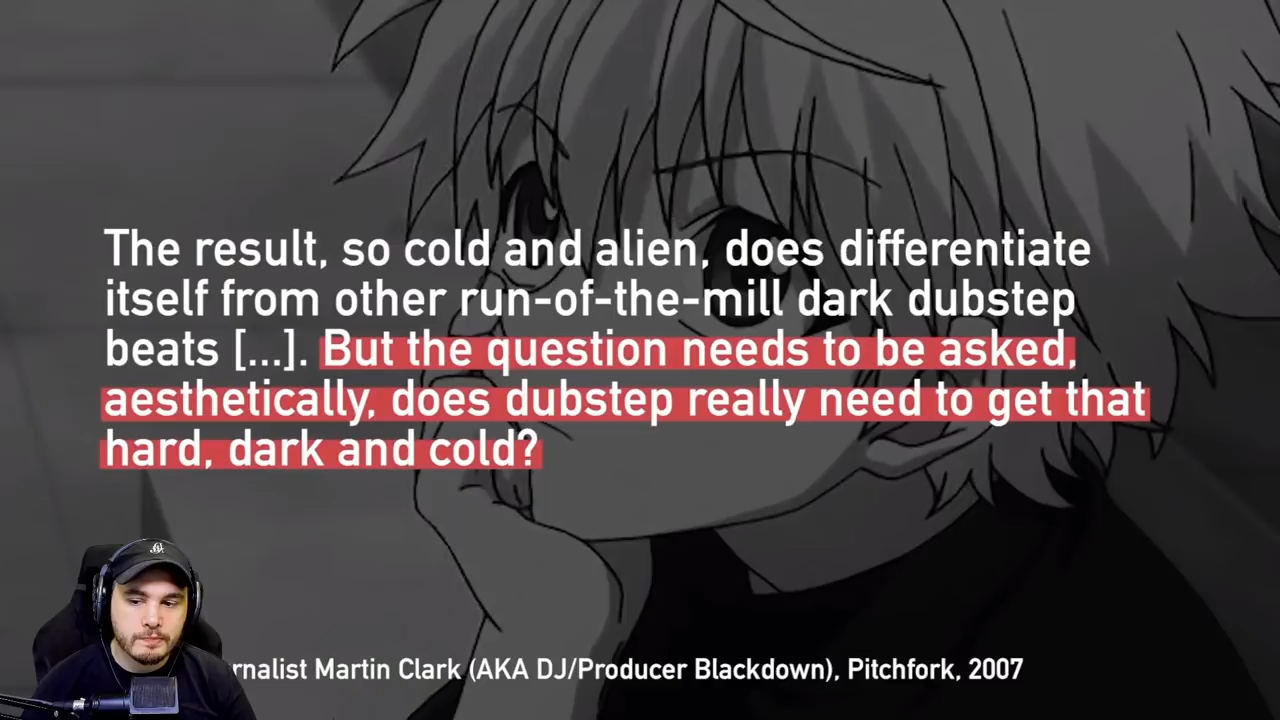 The result, so cold and alien, does differentiate
itself from other run-of-the-mill dark dubstep
beats [...]. But the question needs to be asked,
aesthetically, does dubstep really need to get that
hard, dark and cold?
Martin Clark (AKA DJ/Producer Blackdown), Pitchfork, 2007